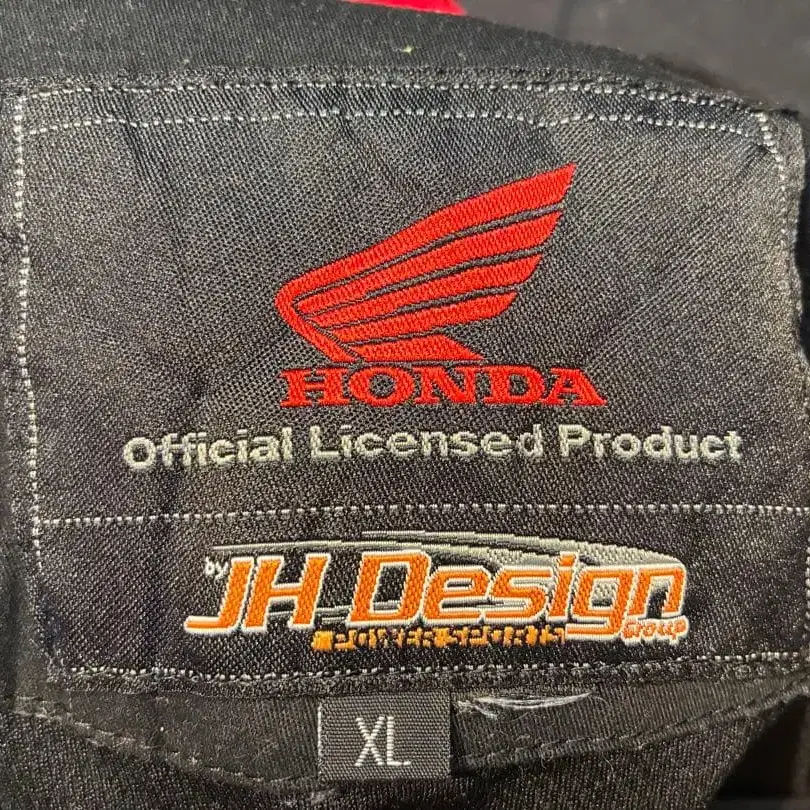 HONDA
Official Licensed Product
by JH Design
Group
POWERSPORTS
XL